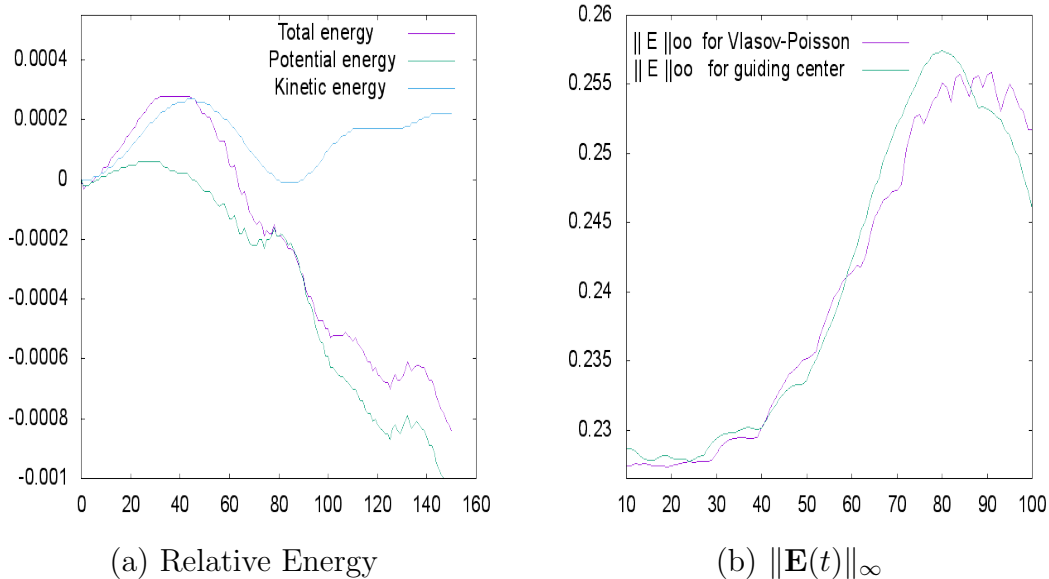 Total energy
Potential energy
Kinetic energy
0.0004
0.0002
0
-0.0002
-0.0004
-0.0006
-0.0008
-0.001
0 20 40 60 80 100 120 140 160
(a) Relative Energy
|| E ||oo for Vlasov-Poisson
|| E ||oo for guiding center
0.26
0.255
0.25
0.245
0.24
0.235
0.23
10 20 30 40 50 60 70 80 90 100
(b) ‖E(t)‖∞